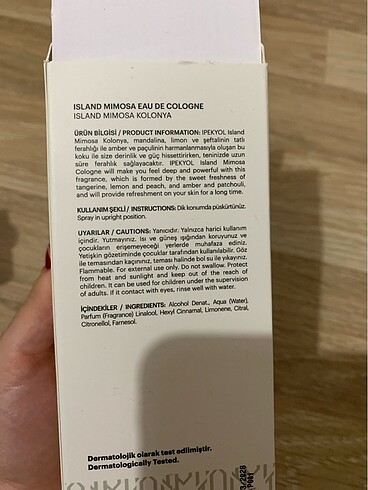 ISLAND MIMOSA EAU DE COLOGNE
ISLAND MIMOSA KOLONYA
ÜRÜN BİLGİSİ / PRODUCT INFORMATION: IPEKYOL Island
Mimosa Kolonya, mandalina, limon ve şeftalinin tatlı
ferahlığı ile amber ve paçulinin harmanlanmasıyla oluşan bu
koku ile size derinlik ve güç hissettirirken, teninizde uzun
süre ferahlık sağlayacaktır. IPEKYOL Island Mimosa
Cologne will make you feel deep and powerful with this
fragrance, which is formed by the sweet freshness of
tangerine, lemon and peach, and amber and patchouli,
and will provide refreshment on your skin for a long time.
KULLANIM ŞEKLİ / INSTRUCTIONS: Dik konumda püskürtünüz.
Spray in upright position.
UYARILAR / CAUTIONS: Yanıcıdır. Yalnızca harici kullanım
içindir. Yutmayınız. Isı ve güneş ışığından koruyunuz ve
çocukların erişemeyeceği yerlerde muhafaza ediniz.
Yetişkin gözetiminde çocuklar tarafından kullanılabilir. Göz
ile temasından kaçınınız, teması halinde bol su ile yıkayınız.
Flammable. For external use only. Do not swallow. Protect
from heat and sunlight and keep out of the reach of
children. It can be used for children under the supervision
of adults. If it contact with eyes, rinse well with water.
İÇİNDEKİLER / INGREDIENTS: Alcohol Denat., Aqua (Water),
Parfum (Fragrance) Linalool, Hexyl Cinnamal, Limonene, Citral,
Citronellol, Farnesol.
Dermatolojik olarak test edilmiştir.
Dermatologically Tested.
3/2028